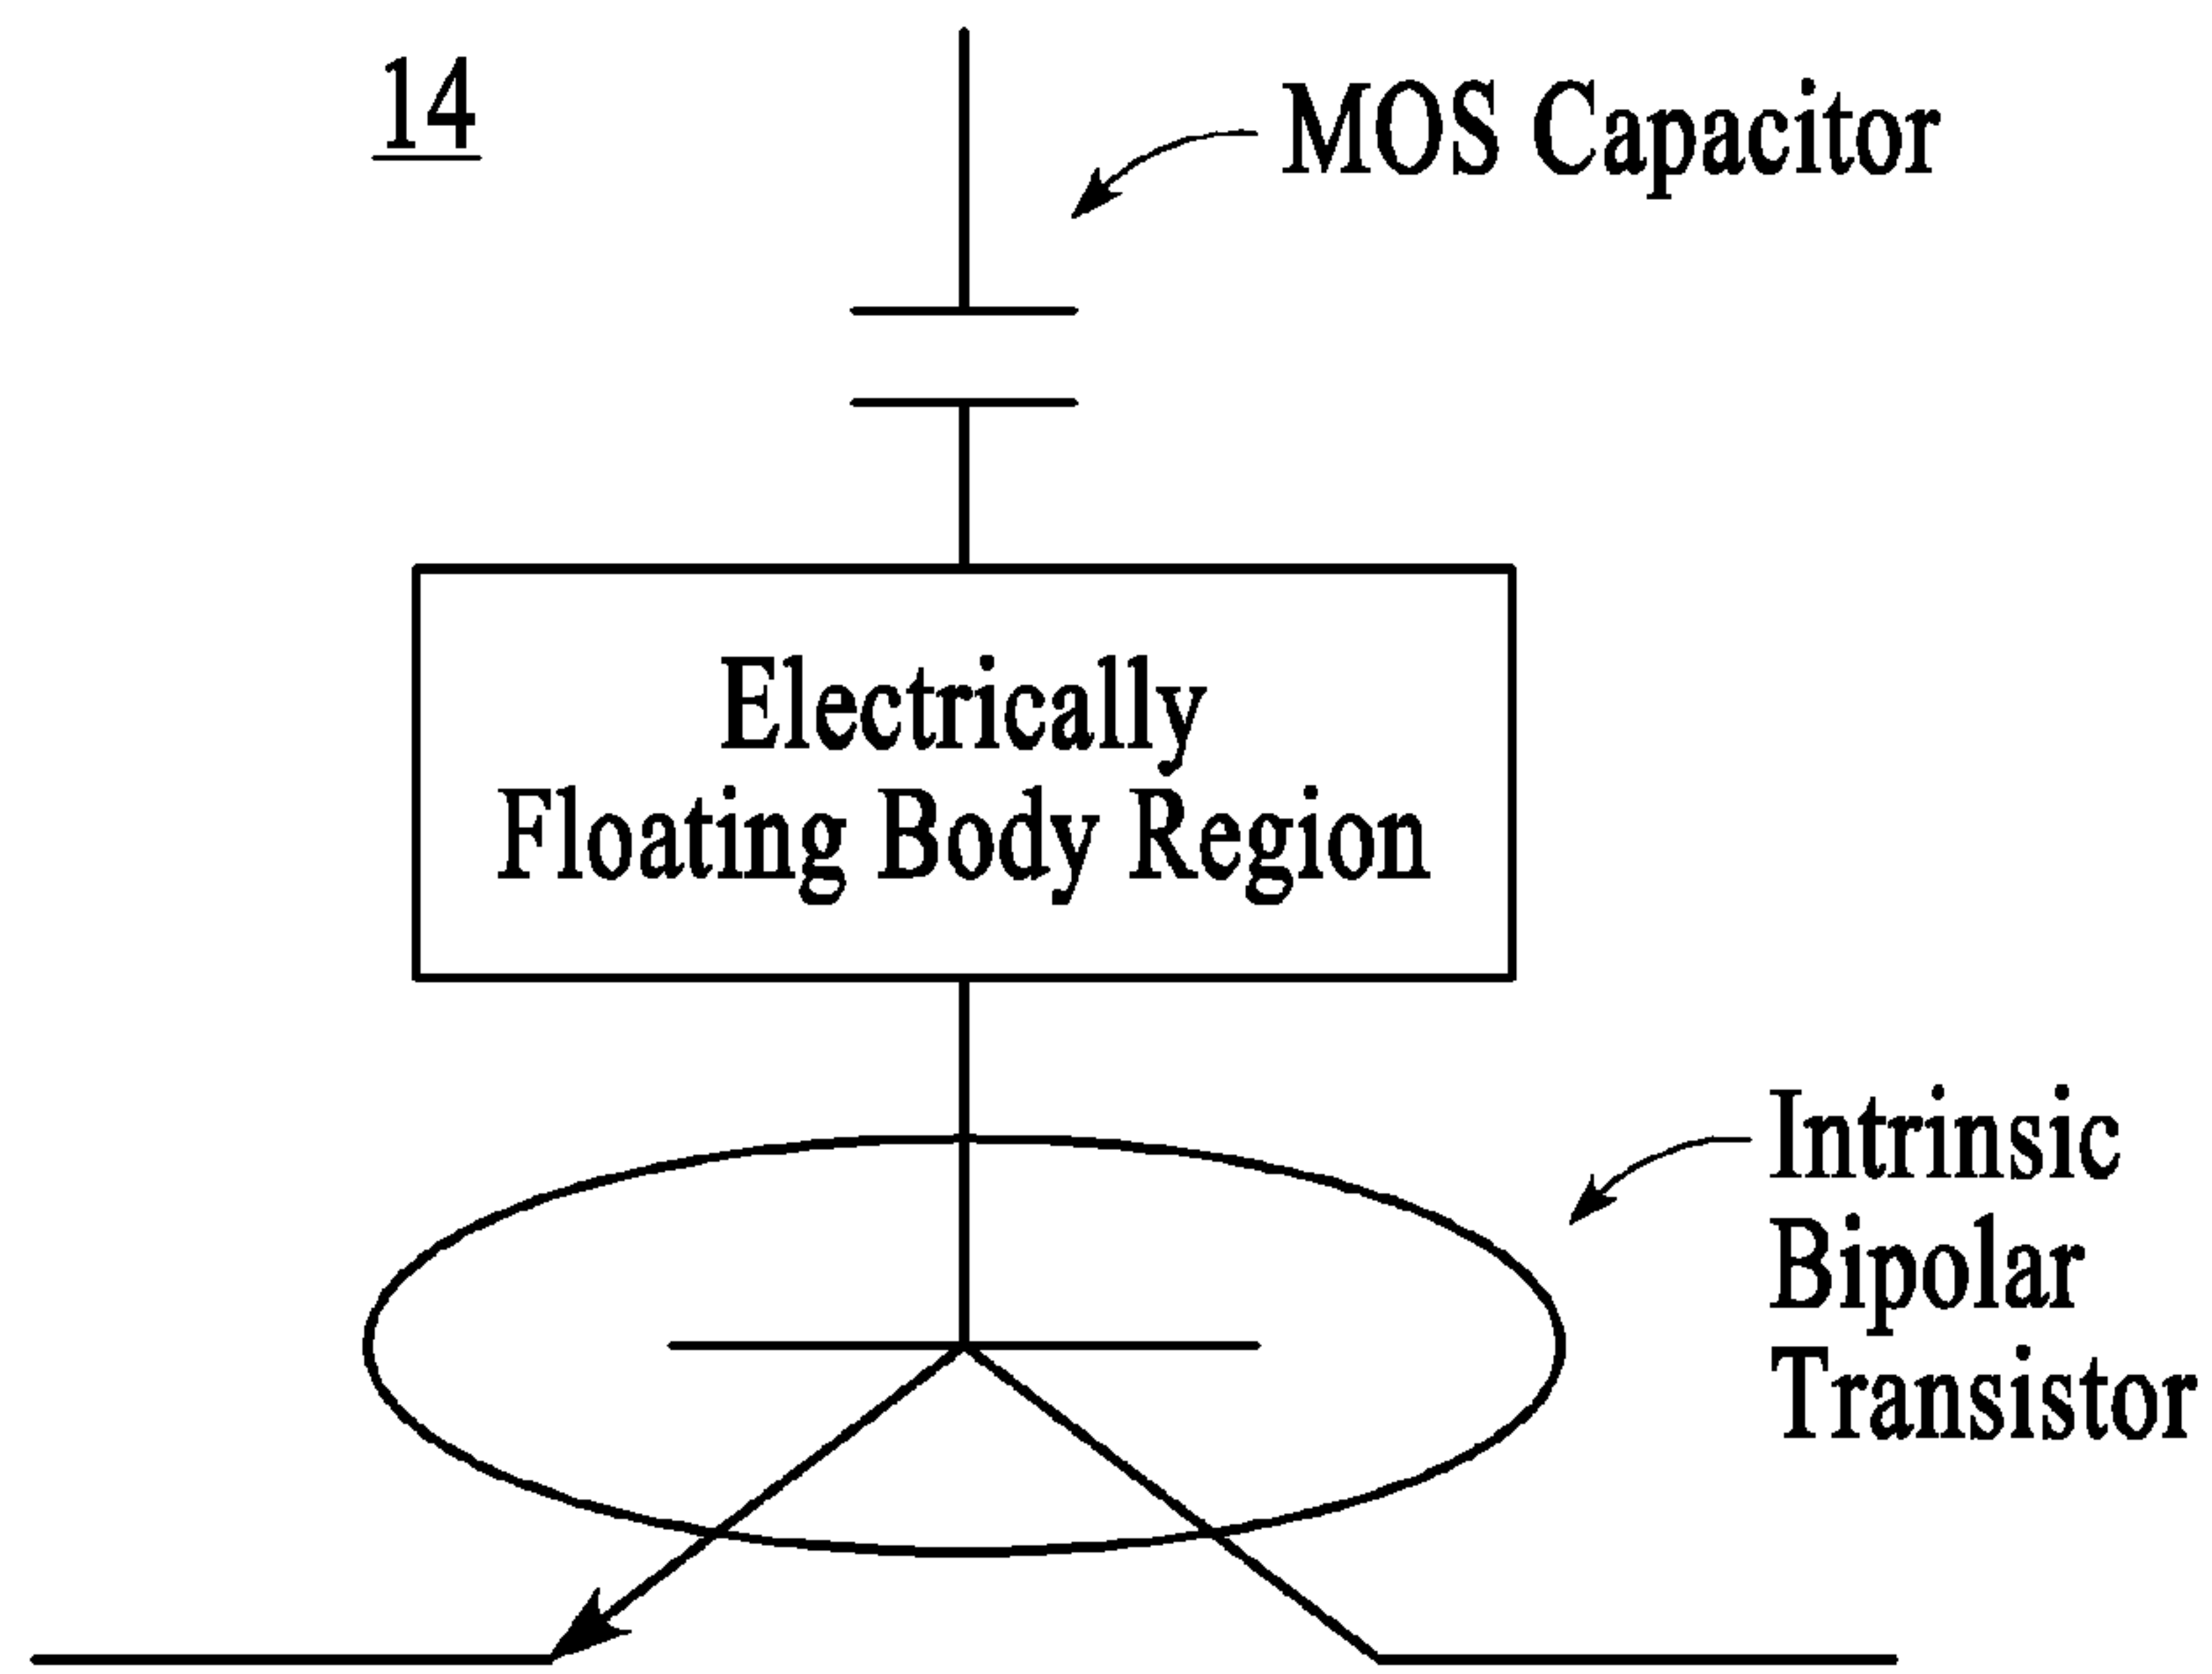 14
MOS Capacitor
Electrically
Floating Body Region
Intrinsic
Bipolar
Transistor